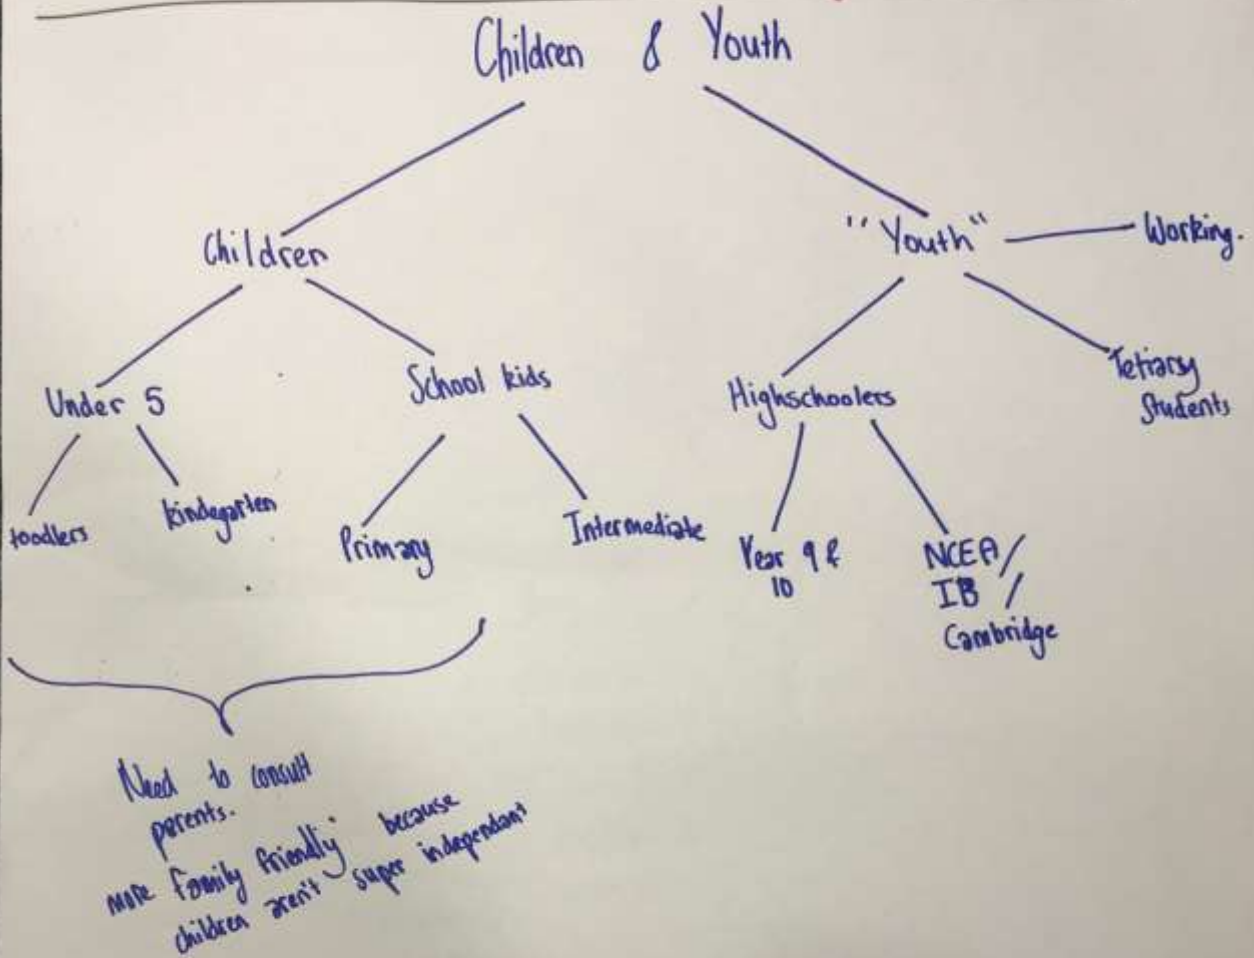 Children & Youth
Children
"Youth"
Working.
Under 5
School kids
Highschoolers
Tetiary
Students
toodlers
kindegarten
Primary
Intermediate
Year 9 &
10
NCEA/
IB /
Cambridge
Need to consult
parents.
more family friendly" because
children aren't super independant